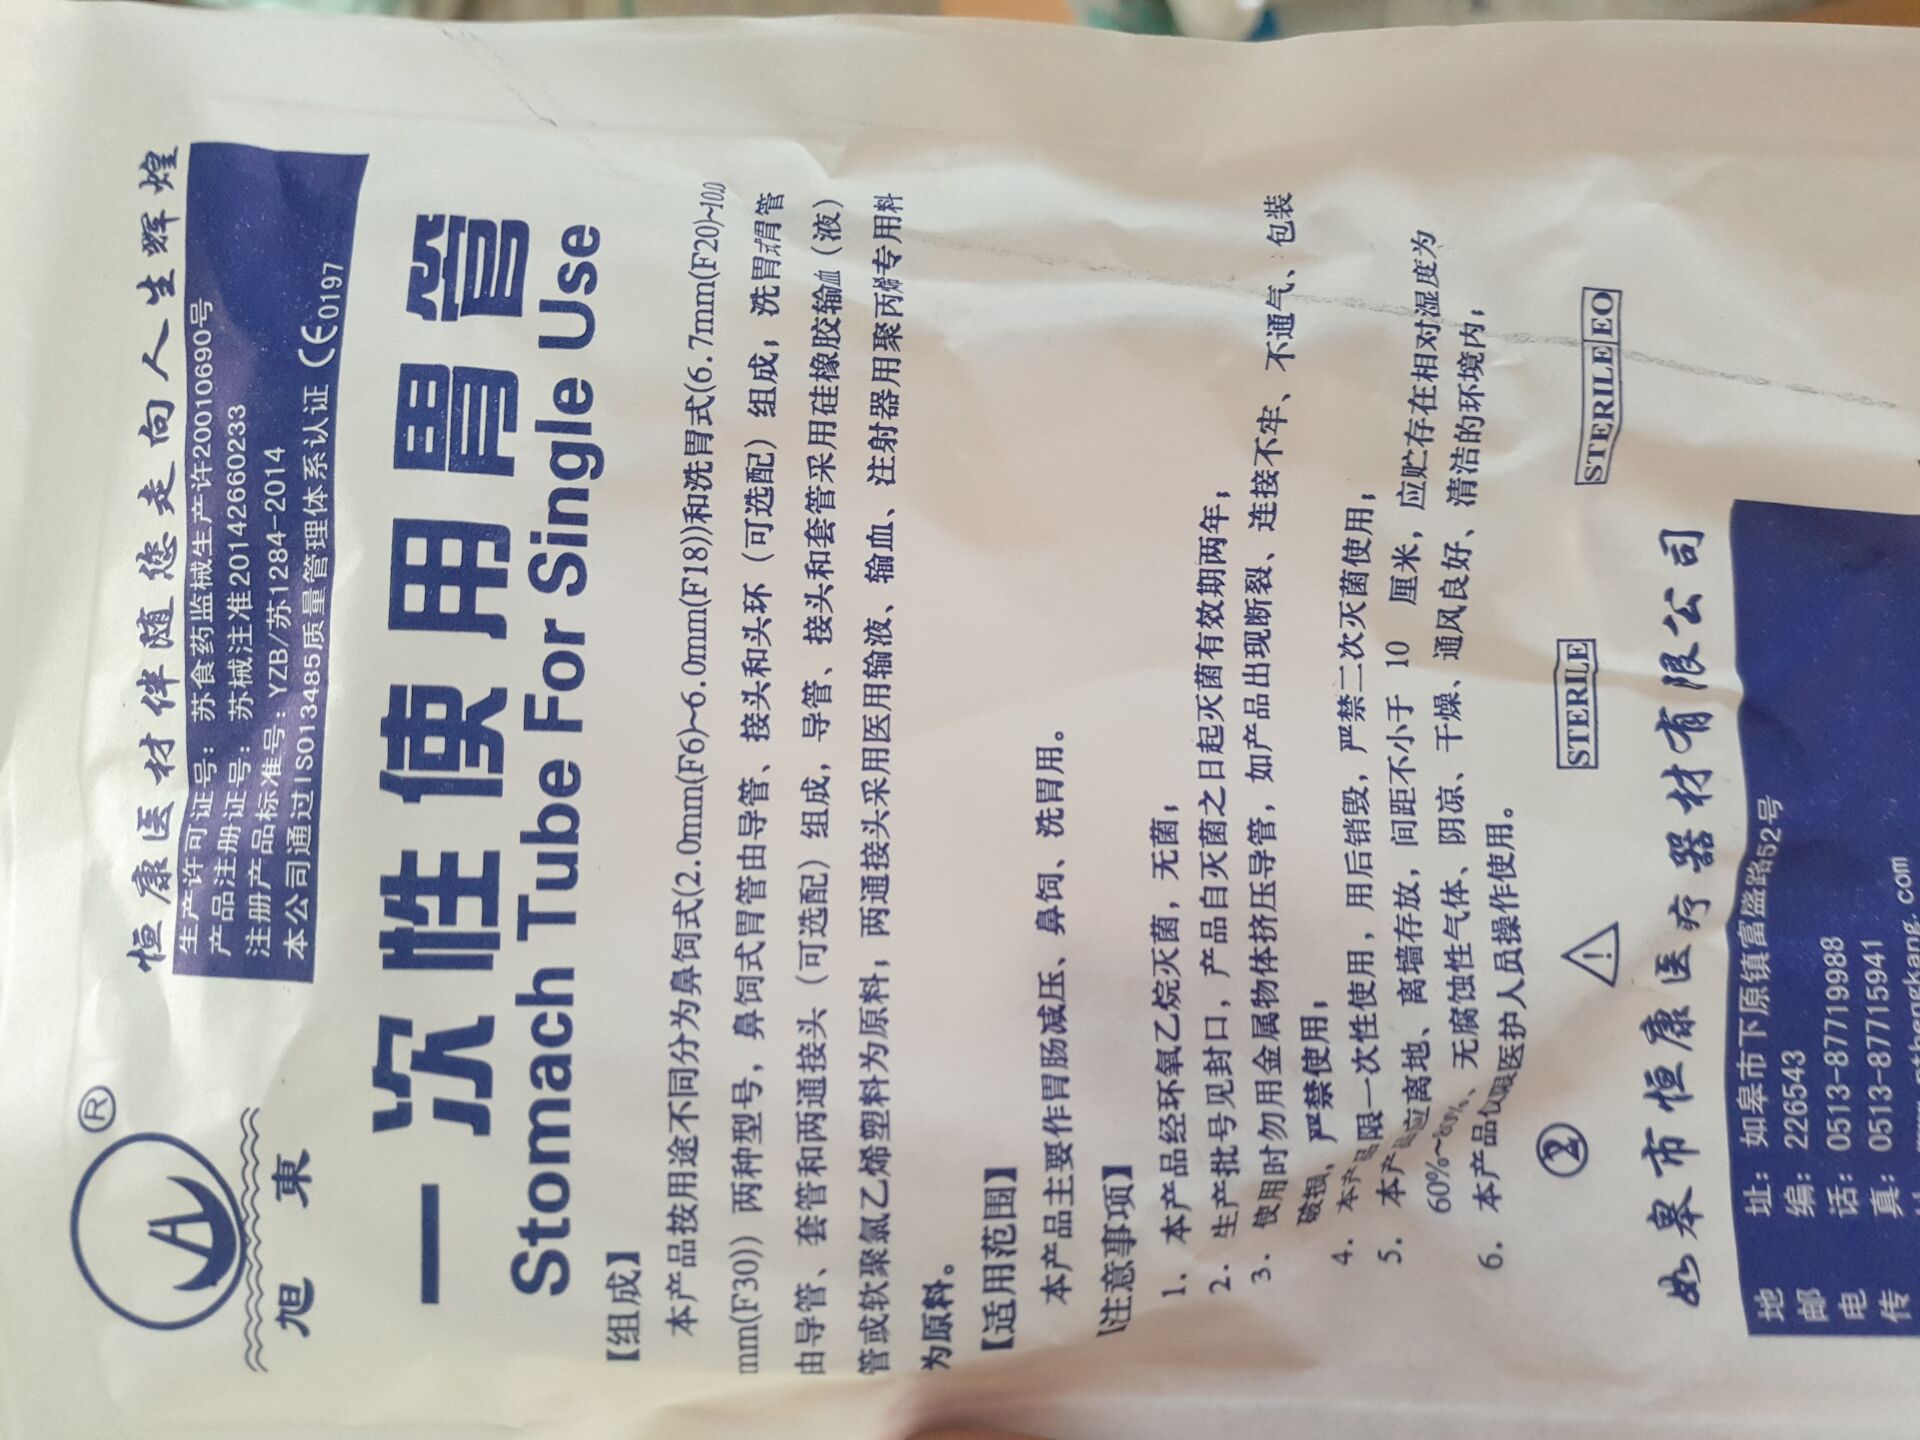 恒康医材伴随您走向人生辉煌
®
旭東
生产许可证号：苏食药监械生产许20010690号
产品注册证号：苏械注准20142660233
注册产品标准号：YZB/苏1284-2014
本公司通过ISO13485质量管理体系认证 CE0197
一次性使用胃管
Stomach Tube For Single Use
【组成】
本产品按用途不同分为鼻饲式(2.0mm(F6)~6.0mm(F18))和洗胃式(6.7mm(F20)~10.0
mm(F30)) 两种型号，鼻饲式胃管由导管、接头和头环（可选配）组成；洗胃式胃管
由导管、套管和两通接头（可选配）组成，导管、接头和套管采用硅橡胶输血（液）
管或软聚氯乙烯塑料为原料；两通接头采用医用输液、输血、注射器用聚丙烯专用料
为原料。
【适用范围】
本产品主要作胃肠减压、鼻饲、洗胃用。
【注意事项】
1. 本产品经环氧乙烷灭菌，无菌；
2. 生产批号见封口，产品自灭菌之日起灭菌有效期两年；
3. 使用时勿用金属物体挤压导管，如产品出现断裂、连接不牢、不通气、包装
破损，严禁使用；
4. 本产品限一次性使用，用后销毁，严禁二次灭菌使用；
5. 本产品应离地、离墙存放，间距不小于 10 厘米，应贮存在相对湿度为
60%~80%、无腐蚀性气体、阴凉、干燥、通风良好、清洁的环境内；
6. 本产品仅限医护人员操作使用。
2
STERILE
STERILE EO
如皋市恒康医疗器材有限公司
地 址：如皋市下原镇富盛路52号
邮 编：226543
电 话：0513-87719988
传 真：0513-87715941